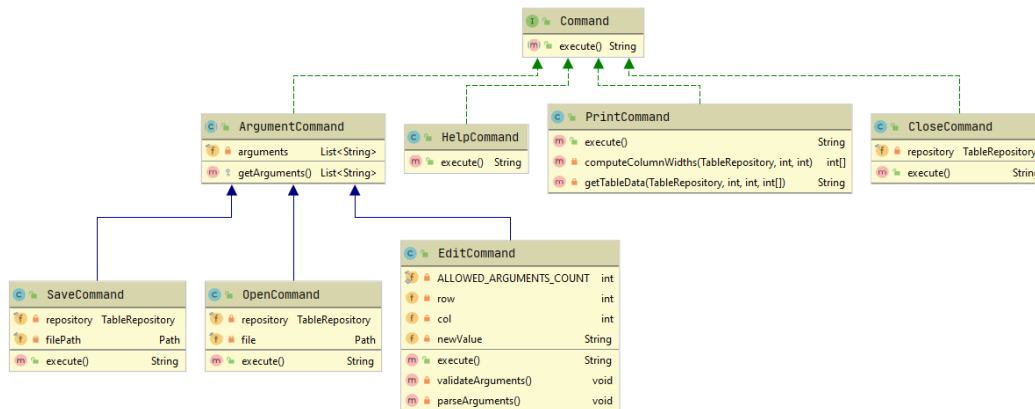 Command
execute() String
ArgumentCommand
arguments List<String>
getArguments() List<String>
HelpCommand
execute() String
PrintCommand
execute() String
computeColumnWidths(TableRepository, int, int) int[]
getTableData(TableRepository, int, int, int[]) String
CloseCommand
repository TableRepository
execute() String
SaveCommand
repository TableRepository
filePath Path
execute() String
OpenCommand
repository TableRepository
file Path
execute() String
EditCommand
ALLOWED_ARGUMENTS_COUNT int
row int
col int
newValue String
execute() String
validateArguments() void
parseArguments() void